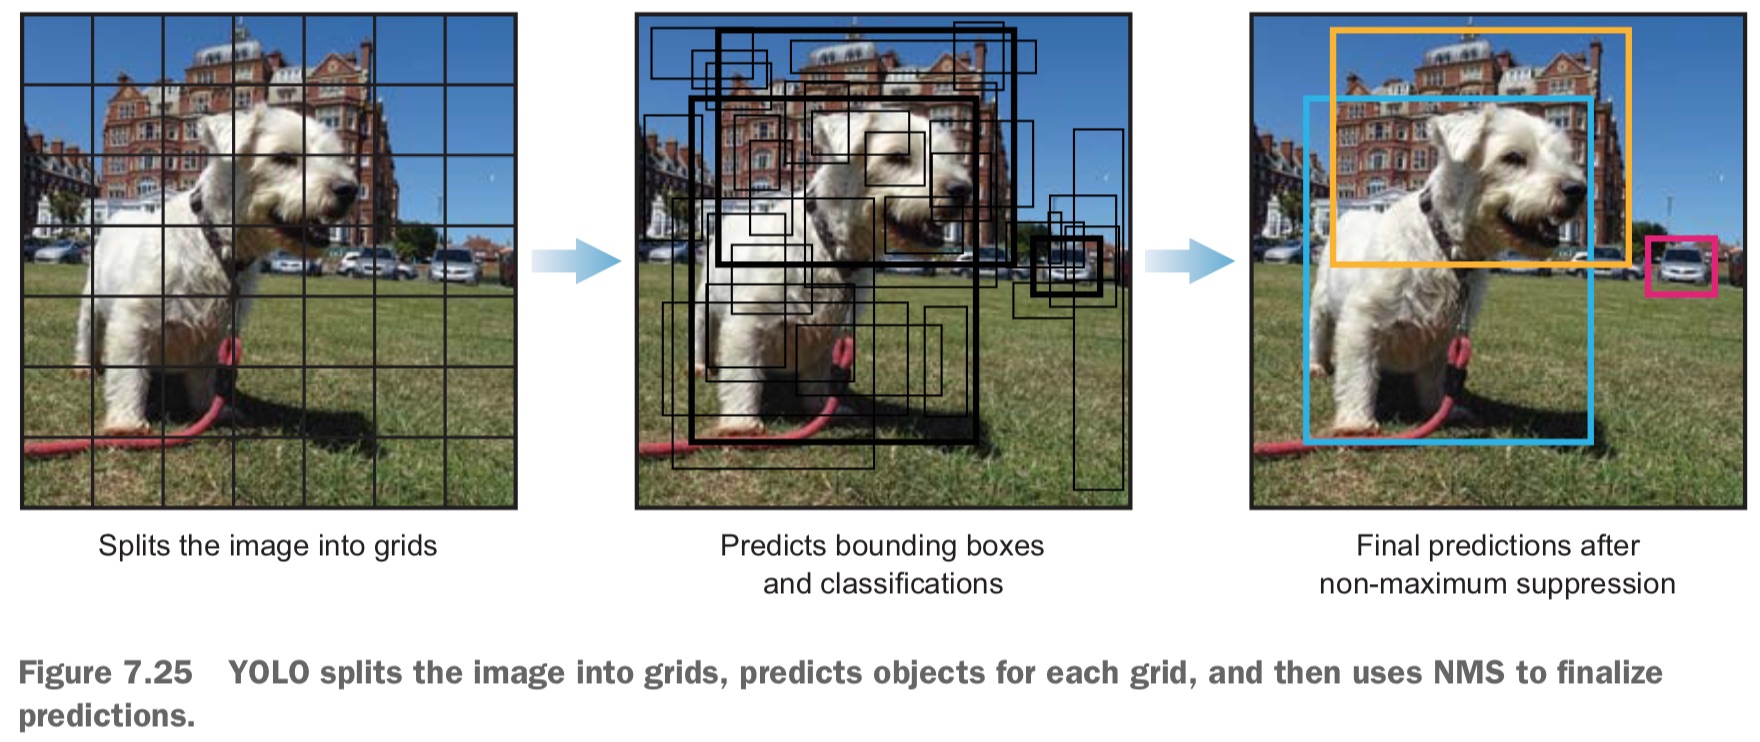 Splits the image into grids
Predicts bounding boxes
and classifications
Final predictions after
non-maximum suppression
Figure 7.25 YOLO splits the image into grids, predicts objects for each grid, and then uses NMS to finalize
predictions.